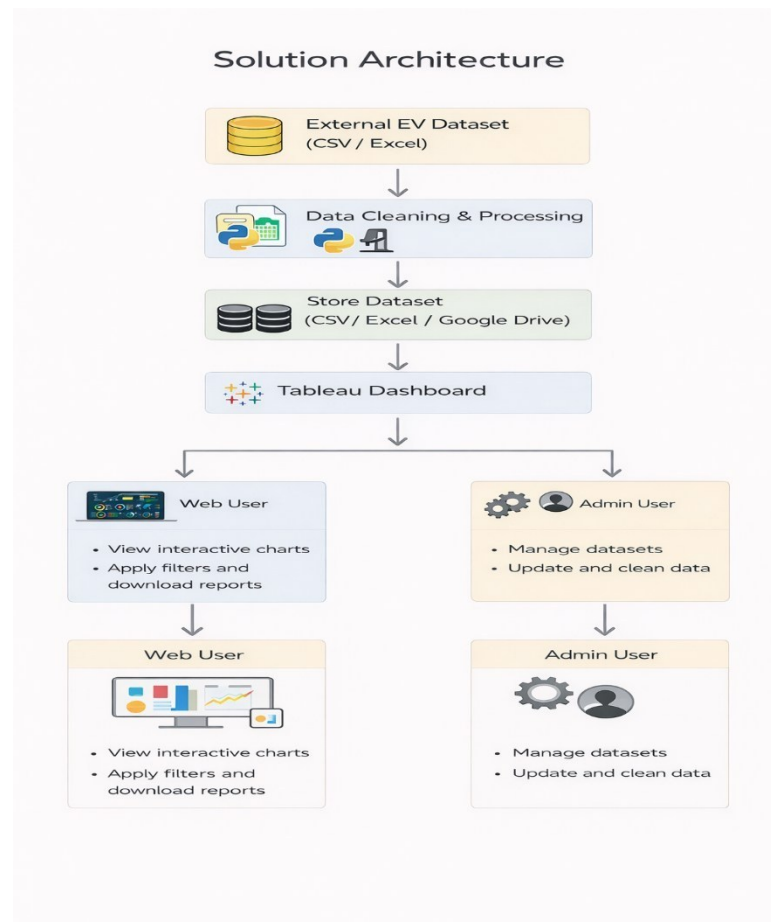 Solution Architecture
External EV Dataset
(CSV / Excel)
Data Cleaning & Processing
Store Dataset
(CSV/ Excel / Google Drive)
Tableau Dashboard
Web User
• View interactive charts
• Apply filters and
download reports
Admin User
• Manage datasets
• Update and clean data
Web User
• View interactive charts
• Apply filters and
download reports
Admin User
• Manage datasets
• Update and clean data